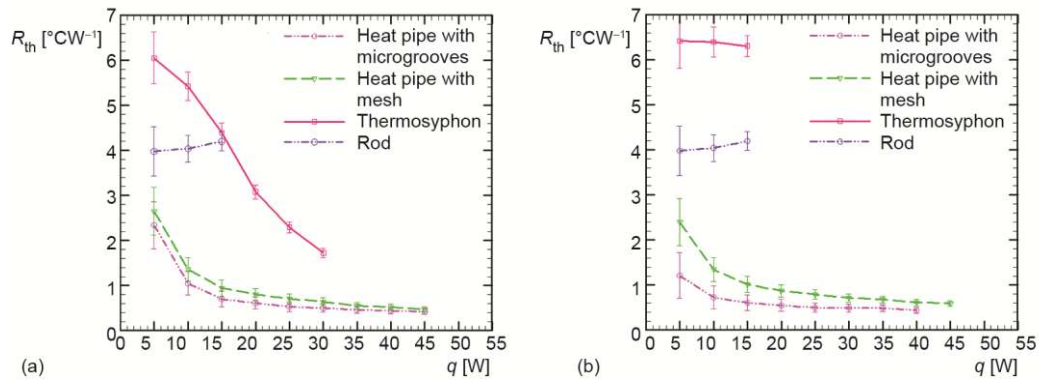 7
R_th [°CW⁻¹]
6
5
4
3
2
1
0
Heat pipe with
microgrooves
Heat pipe with
mesh
Thermosyphon
Rod
0 5 10 15 20 25 30 35 40 45 50 55
(a)
q [W]
7
R_th [°CW⁻¹]
6
5
4
3
2
1
0
Heat pipe with
microgrooves
Heat pipe with
mesh
Thermosyphon
Rod
0 5 10 15 20 25 30 35 40 45 50 55
(b)
q [W]